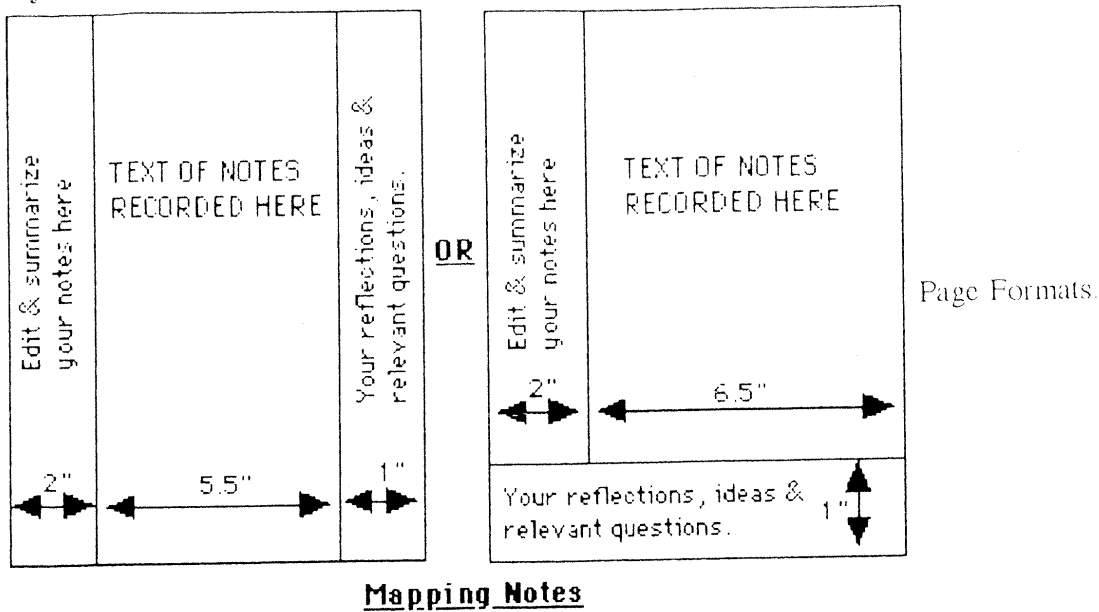 Edit & summarize
your notes here
TEXT OF NOTES
RECORDED HERE
Your reflections, ideas &
relevant questions.
2"
5.5"
1"
OR
Edit & summarize
your notes here
TEXT OF NOTES
RECORDED HERE
2"
6.5"
Your reflections, ideas &
relevant questions.
1"
Page Formats.
Mapping Notes